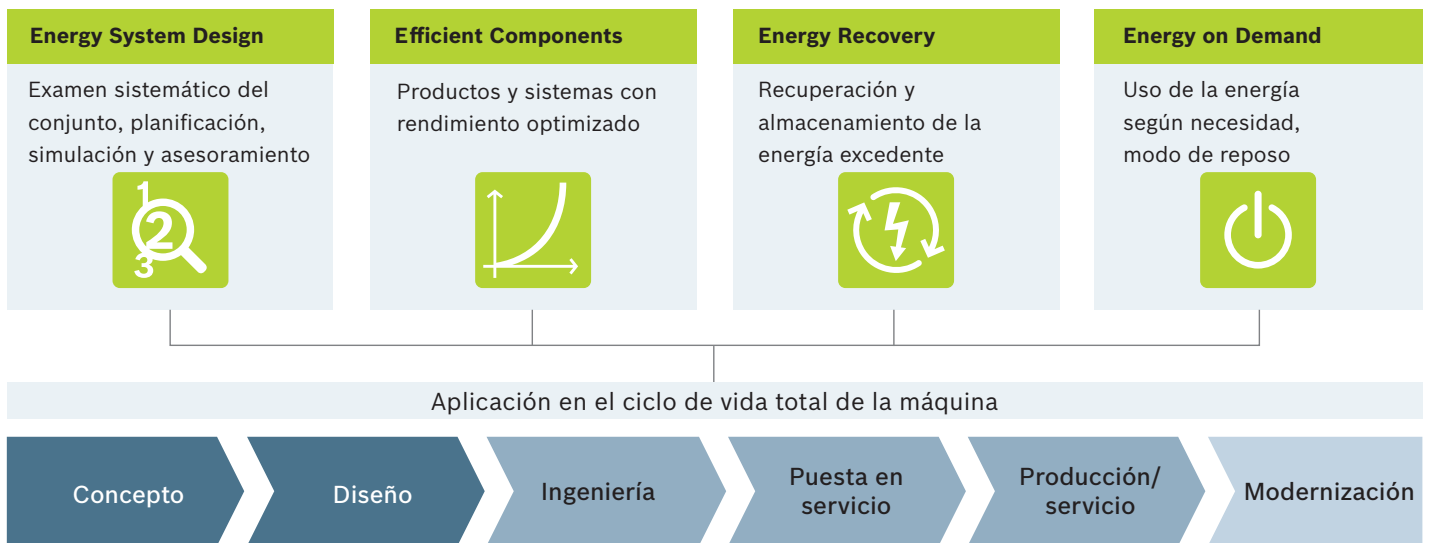 Energy System Design
Examen sistemático del
conjunto, planificación,
simulación y asesoramiento
1
2
3
Efficient Components
Productos y sistemas con
rendimiento optimizado
Energy Recovery
Recuperación y
almacenamiento de la
energía excedente
Energy on Demand
Uso de la energía
según necesidad,
modo de reposo
Aplicación en el ciclo de vida total de la máquina
Concepto
Diseño
Ingeniería
Puesta en
servicio
Producción/
servicio
Modernización